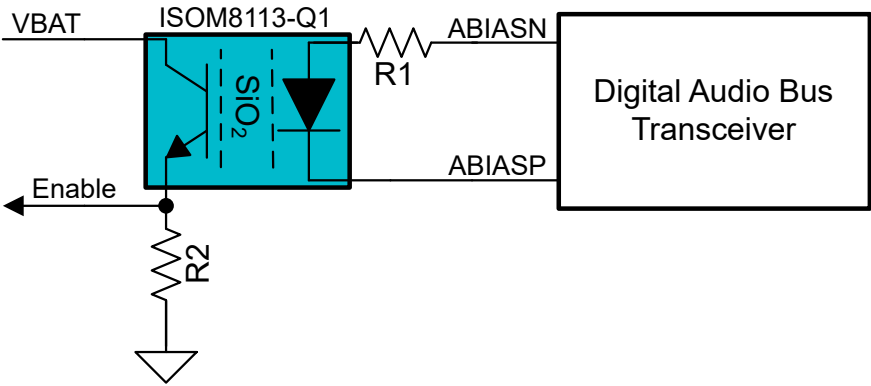 VBAT
ISOM8113-Q1
SiO₂
R1
ABIASN
ABIASP
Digital Audio Bus
Transceiver
Enable
R2